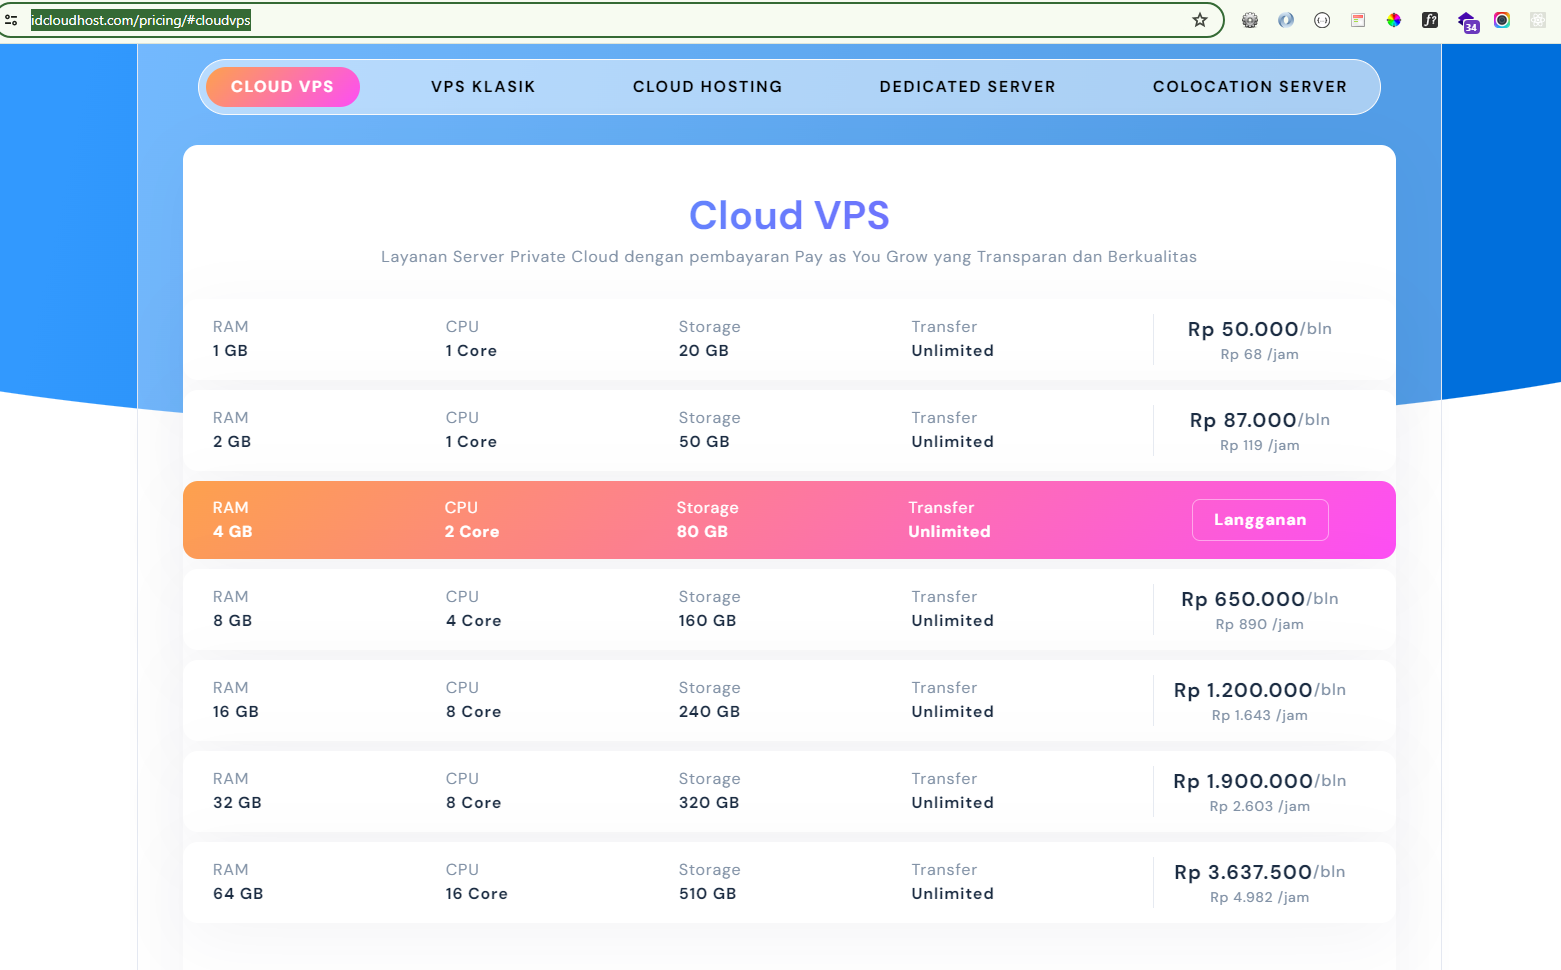 idcloudhost.com/pricing/#cloudvps
34
CLOUD VPS VPS KLASIK CLOUD HOSTING DEDICATED SERVER COLOCATION SERVER
Cloud VPS
Layanan Server Private Cloud dengan pembayaran Pay as You Grow yang Transparan dan Berkualitas
RAM CPU Storage Transfer Rp 50.000/bln
1 GB 1 Core 20 GB Unlimited Rp 68 /jam
RAM CPU Storage Transfer Rp 87.000/bln
2 GB 1 Core 50 GB Unlimited Rp 119 /jam
RAM CPU Storage Transfer Langganan
4 GB 2 Core 80 GB Unlimited
RAM CPU Storage Transfer Rp 650.000/bln
8 GB 4 Core 160 GB Unlimited Rp 890 /jam
RAM CPU Storage Transfer Rp 1.200.000/bln
16 GB 8 Core 240 GB Unlimited Rp 1.643 /jam
RAM CPU Storage Transfer Rp 1.900.000/bln
32 GB 8 Core 320 GB Unlimited Rp 2.603 /jam
RAM CPU Storage Transfer Rp 3.637.500/bln
64 GB 16 Core 510 GB Unlimited Rp 4.982 /jam